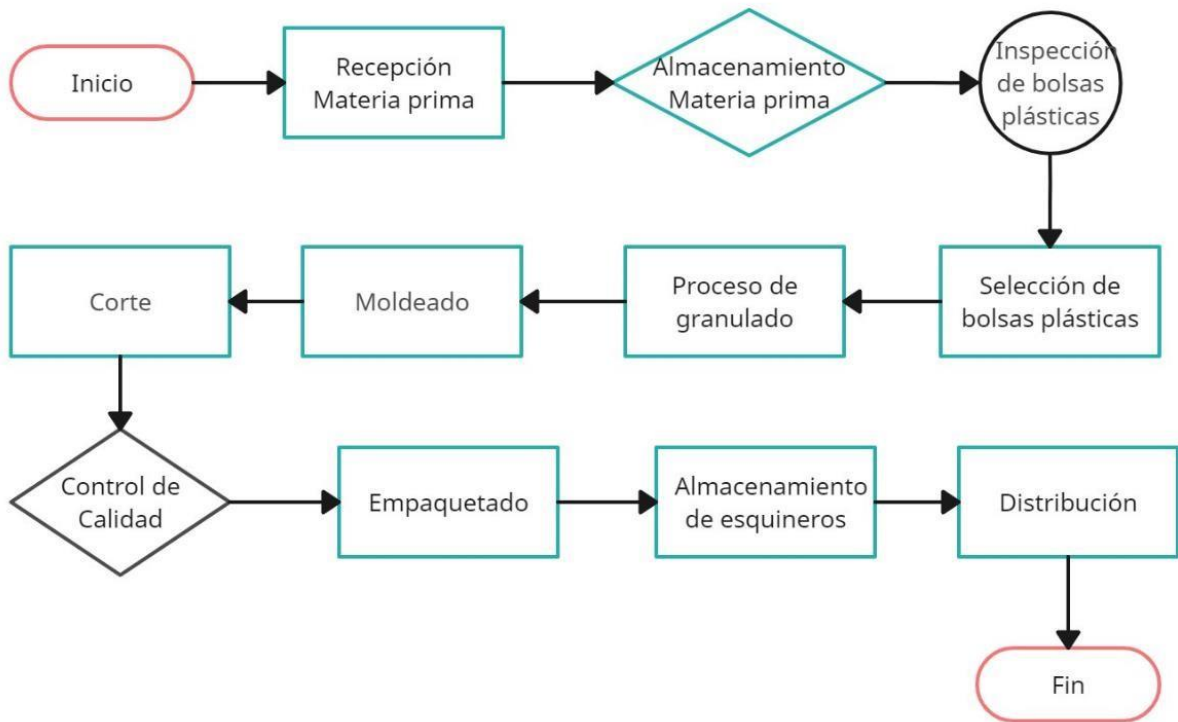 Inicio
Recepción
Materia prima
Almacenamiento
Materia prima
Inspección
de bolsas
plásticas
Selección de
bolsas plásticas
Proceso de
granulado
Moldeado
Corte
Control de
Calidad
Empaquetado
Almacenamiento
de esquineros
Distribución
Fin